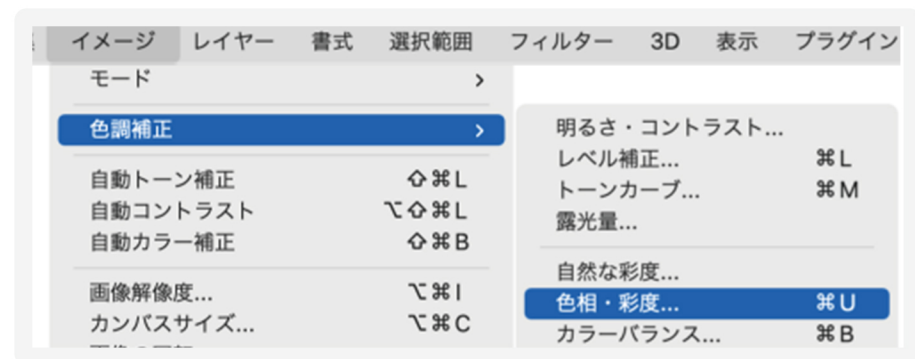 イメージ レイヤー 書式 選択範囲 フィルター 3D 表示 プラグイン
モード >
色調補正 >
自動トーン補正 ⇧⌘L
自動コントラスト ⌥⇧⌘L
自動カラー補正 ⇧⌘B
画像解像度... ⌥⌘I
カンバスサイズ... ⌥⌘C
明るさ・コントラスト...
レベル補正... ⌘L
トーンカーブ... ⌘M
露光量...
自然な彩度...
色相・彩度... ⌘U
カラーバランス... ⌘B